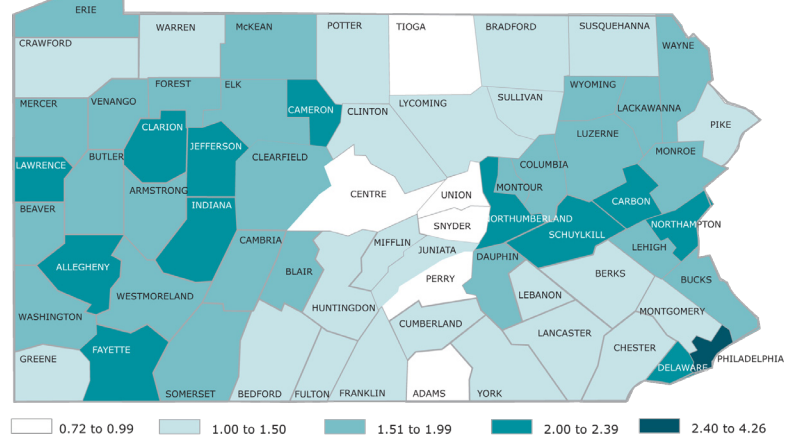 ERIE
WARREN
McKEAN
POTTER
TIOGA
BRADFORD
SUSQUEHANNA
CRAWFORD
WAYNE
FOREST
ELK
WYOMING
MERCER
VENANGO
CAMERON
CLINTON
LYCOMING
SULLIVAN
LACKAWANNA
PIKE
CLARION
JEFFERSON
LUZERNE
LAWRENCE
BUTLER
CLEARFIELD
COLUMBIA
MONROE
ARMSTRONG
CENTRE
UNION
MONTOUR
CARBON
BEAVER
INDIANA
SNYDER
NORTHUMBERLAND
NORTHAMPTON
CAMBRIA
MIFFLIN
JUNIATA
SCHUYLKILL
LEHIGH
ALLEGHENY
BLAIR
DAUPHIN
PERRY
BERKS
BUCKS
WESTMORELAND
HUNTINGDON
LEBANON
WASHINGTON
MONTGOMERY
CUMBERLAND
LANCASTER
GREENE
FAYETTE
CHESTER
PHILADELPHIA
DELAWARE
SOMERSET
BEDFORD
FULTON
FRANKLIN
ADAMS
YORK
0.72 to 0.99
1.00 to 1.50
1.51 to 1.99
2.00 to 2.39
2.40 to 4.26